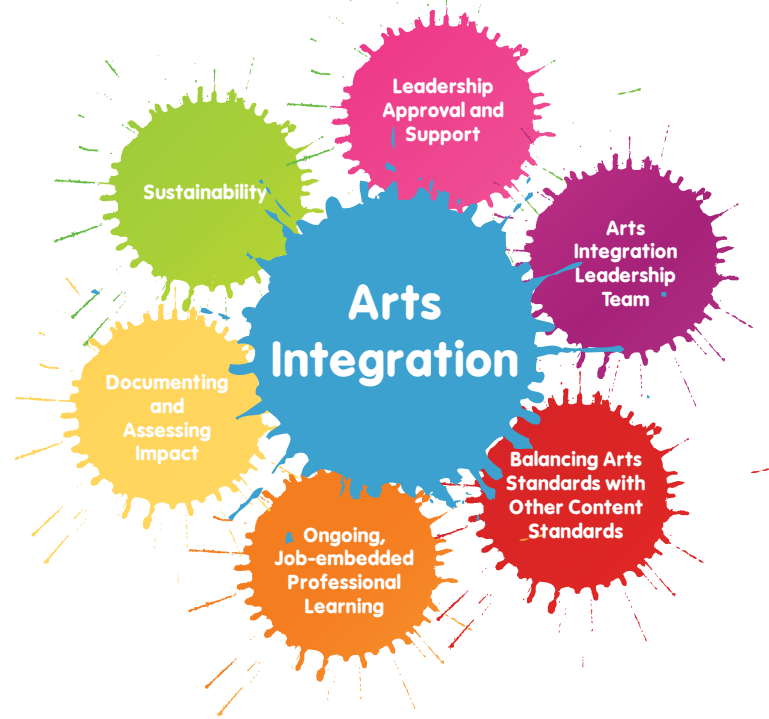 Leadership
Approval and
Support
Sustainability
Arts
Integration
Leadership
Team
Arts
Integration
Documenting
and
Assessing
Impact
Balancing Arts
Standards with
Other Content
Standards
Ongoing,
Job-embedded
Professional
Learning